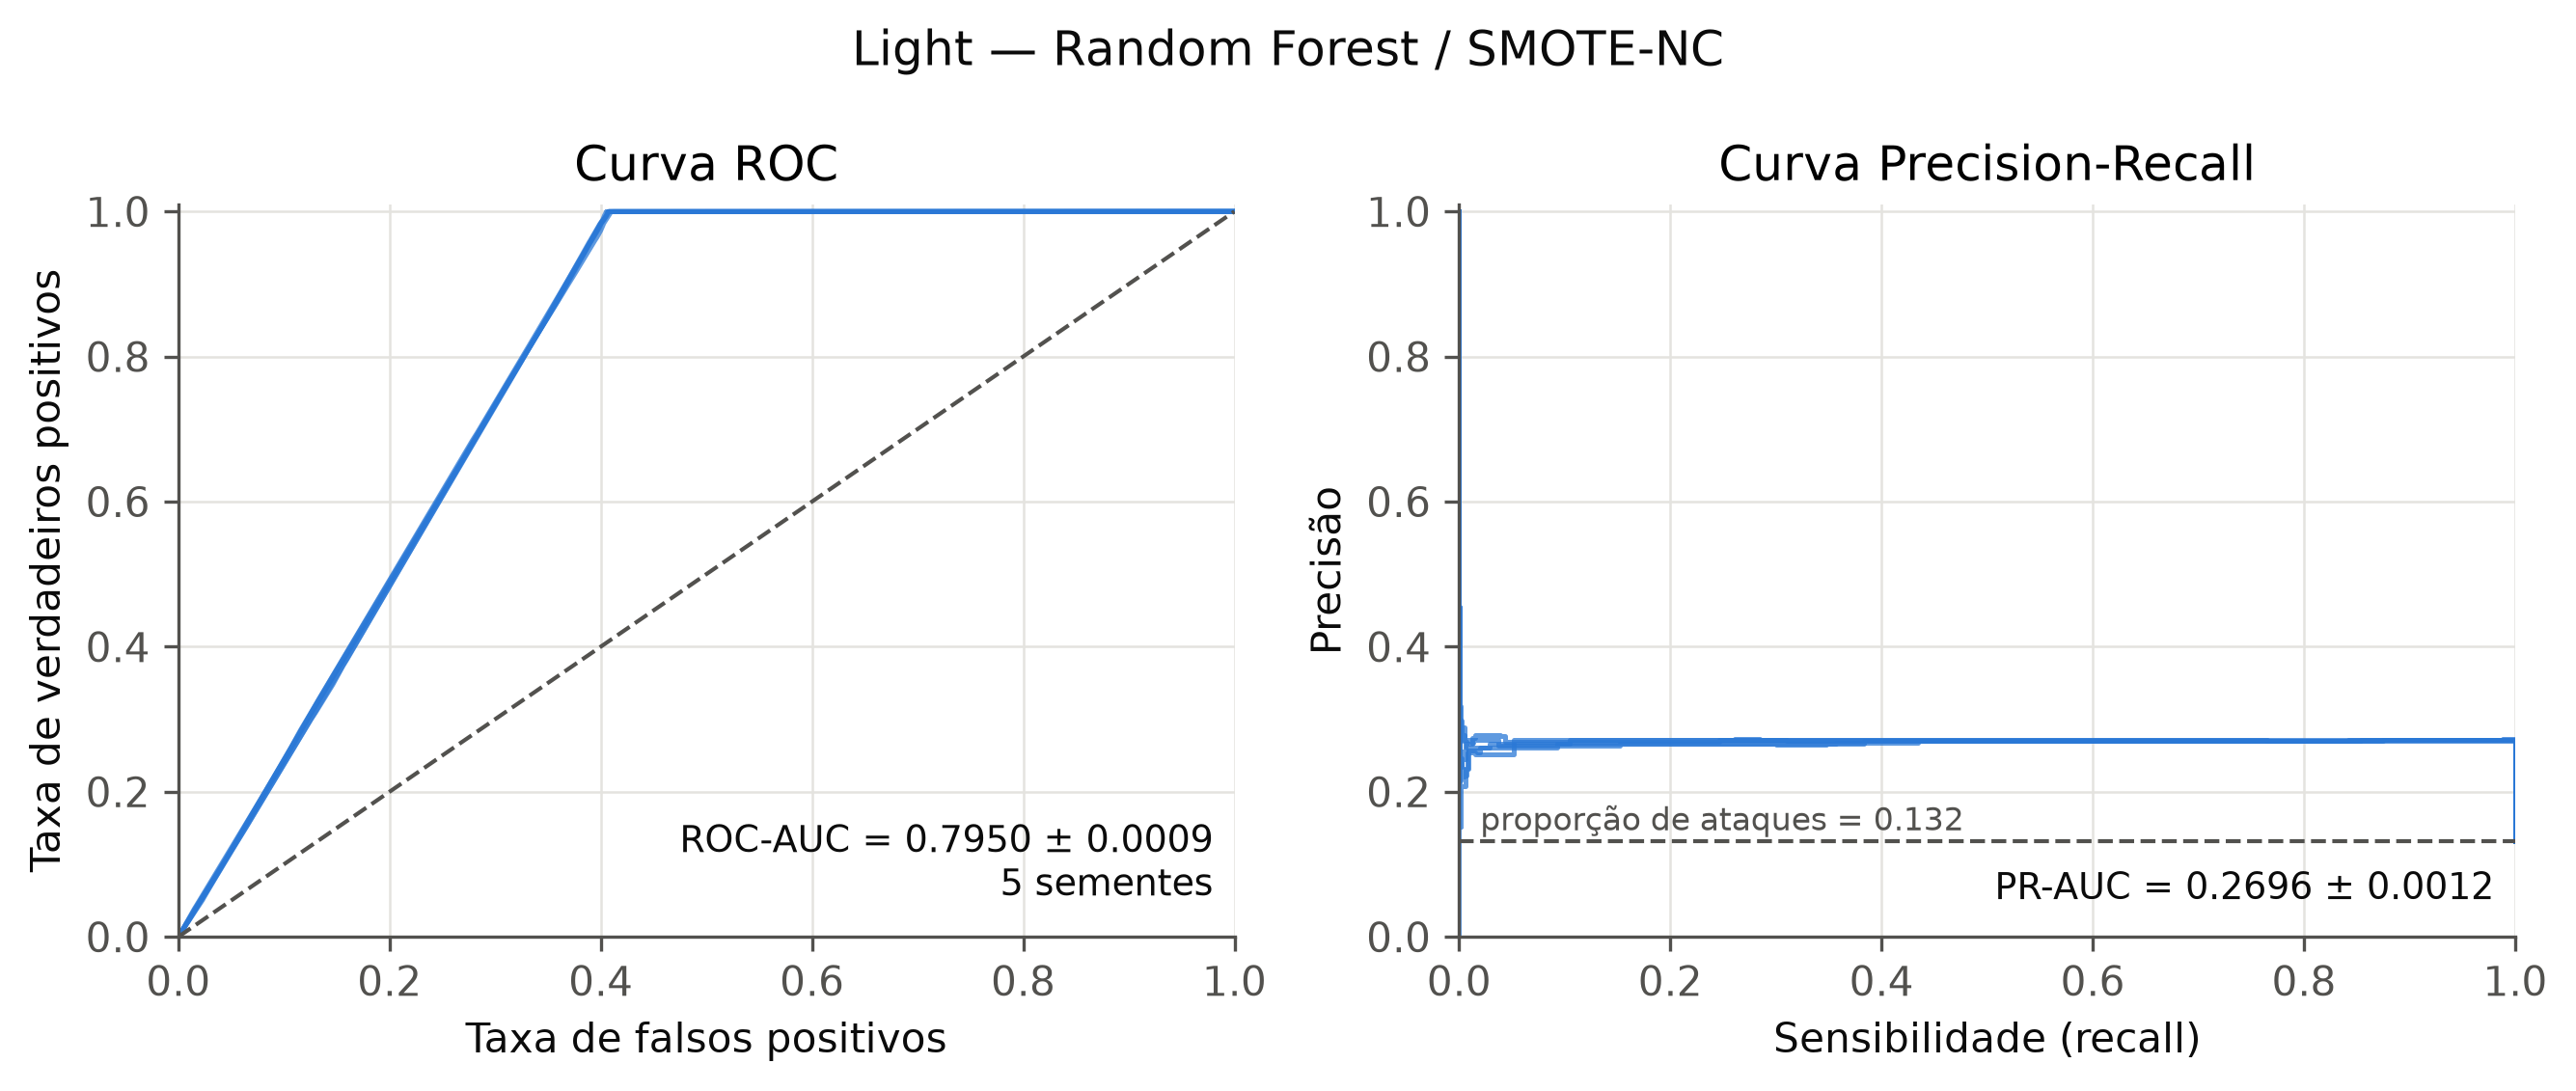 Light — Random Forest / SMOTE-NC
Curva ROC
Taxa de verdadeiros positivos
1.0
0.8
0.6
0.4
0.2
0.0
ROC-AUC = 0.7950 ± 0.0009
5 sementes
0.0 0.2 0.4 0.6 0.8 1.0
Taxa de falsos positivos
Curva Precision-Recall
Precisão
1.0
0.8
0.6
0.4
0.2
0.0
proporção de ataques = 0.132
PR-AUC = 0.2696 ± 0.0012
0.0 0.2 0.4 0.6 0.8 1.0
Sensibilidade (recall)